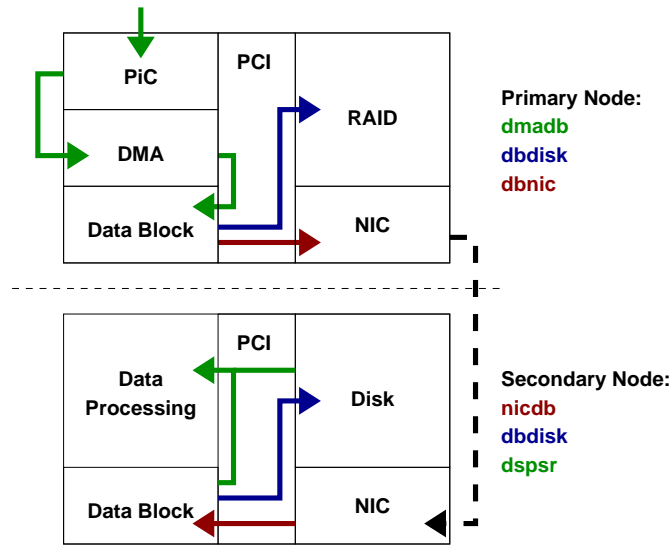 PiC
PCI
RAID
DMA
Data Block
NIC
Primary Node:
dmadb
dbdisk
dbnic
PCI
Data
Processing
Disk
Data Block
NIC
Secondary Node:
nicdb
dbdisk
dspsr